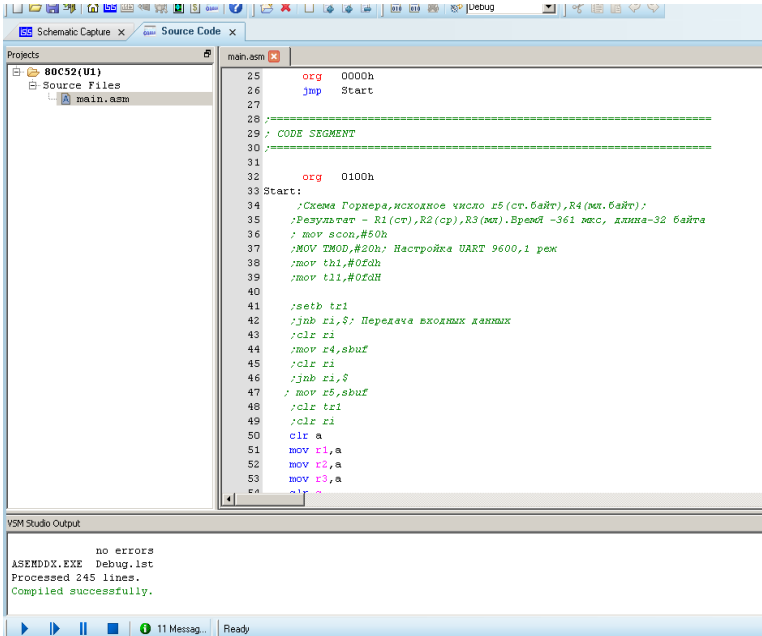 Debug
Schematic Capture
Source Code
Projects
80C52(U1)
Source Files
main.asm
main.asm
25 org 0000h
26 jmp Start
27
28 ;===================================================================
29 ; CODE SEGMENT
30 ;===================================================================
31
32 org 0100h
33 Start:
34 ;Схема Горнера,исходное число r5(ст.байт),R4(мл.байт);
35 ;Результат - R1(ст),R2(ср),R3(мл).ВремЯ -361 мкс, длина-32 байта
36 ; mov scon,#50h
37 ;MOV TMOD,#20h; Настройка UART 9600,1 реж
38 ;mov th1,#0fdh
39 ;mov tl1,#0fdH
40
41 ;setb tr1
42 ;jnb ri,$; Передача входных данных
43 ;clr ri
44 ;mov r4,sbuf
45 ;clr ri
46 ;jnb ri,$
47 ; mov r5,sbuf
48 ;clr tr1
49 ;clr ri
50 clr a
51 mov r1,a
52 mov r2,a
53 mov r3,a
54 clr c
VSM Studio Output
no errors
ASEMDDX.EXE Debug.lst
Processed 245 lines.
Compiled successfully.
11 Messag...
Ready